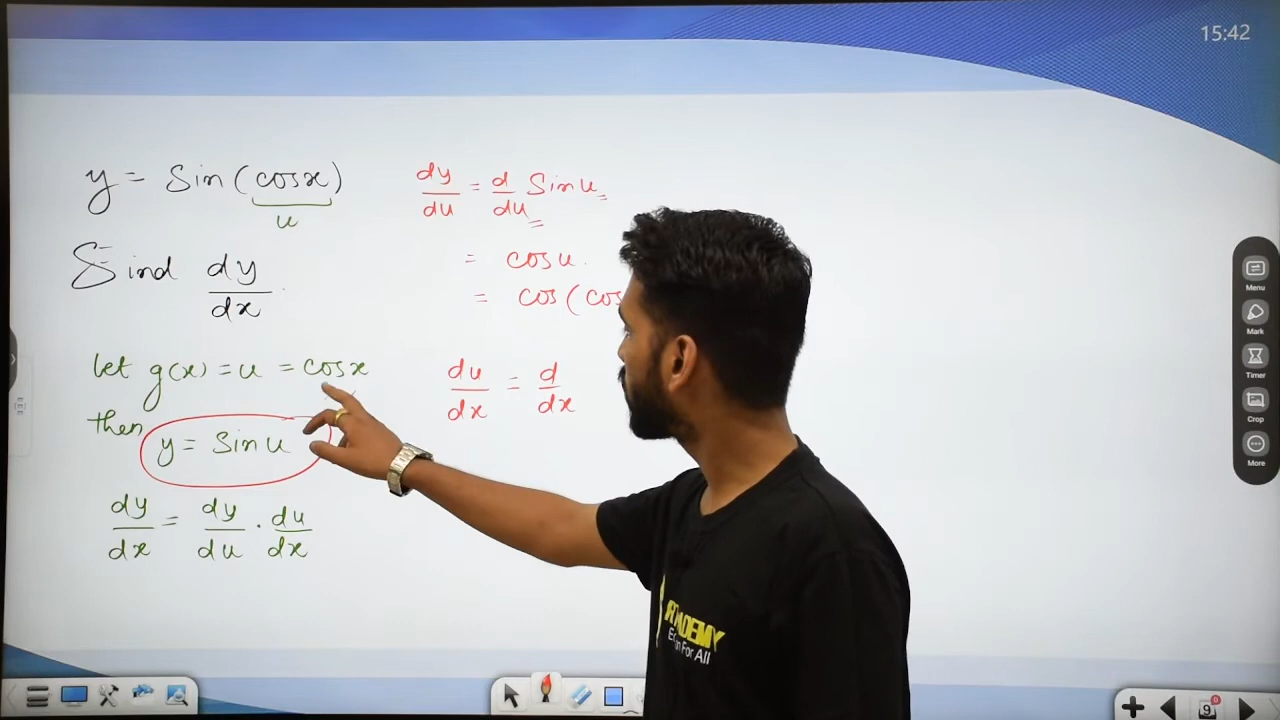 15:42
y = Sin (cosx)
u
Find dy/dx
let g(x) = u = cosx
then
y = Sin u
dy/dx = dy/du . du/dx
dy/du = d/du Sin u
= cos u.
= cos (cos
du/dx = d/dx
Menu
Mark
Timer
Crop
More
For All
9